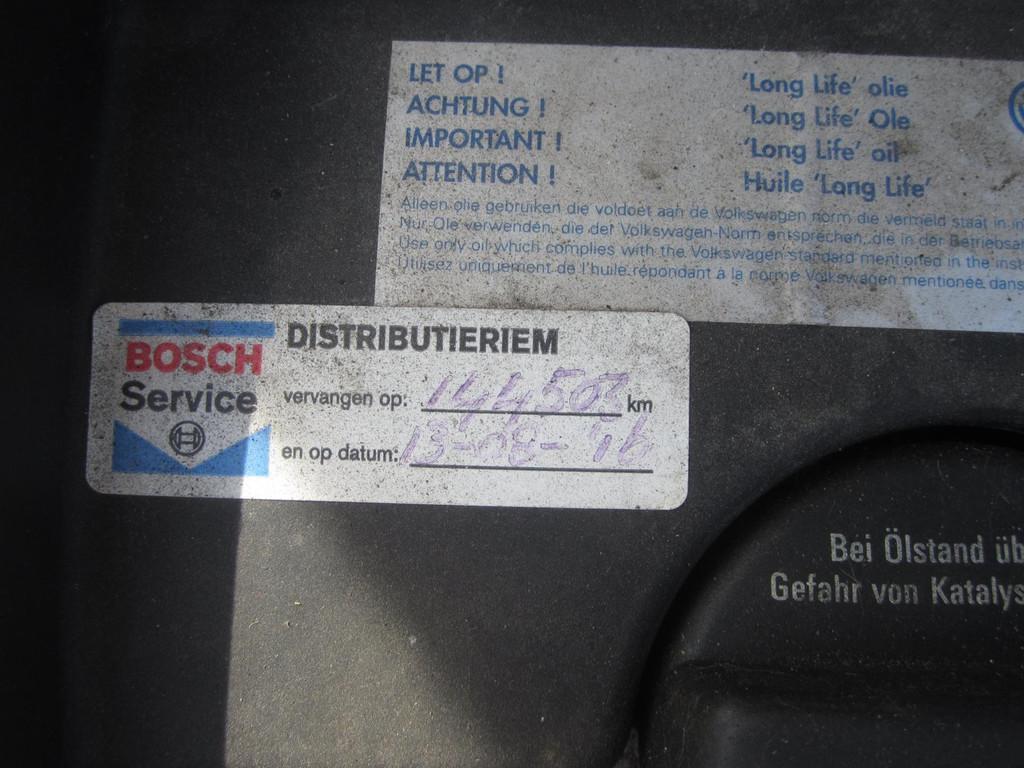 LET OP !
ACHTUNG !
IMPORTANT !
ATTENTION !
'Long Life' olie
'Long Life' Ole
'Long Life' oil
Huile 'Long Life'
Alleen olie gebruiken die voldoet aan de Volkswagen norm die vermeld staat in in
Nur Ole verwenden, die der Volkswagen-Norm entsprechen, die in der Betriebsa
Use only oil which complies with the Volkswagen standard mentioned in the inst
Utilisez uniquement de l'huile répondant à la norme Volkswagen mentionée dans
BOSCH
Service
DISTRIBUTIERIEM
vervangen op: 144503 km
en op datum: 13-08-'16
Bei Ölstand üb
Gefahr von Katalys